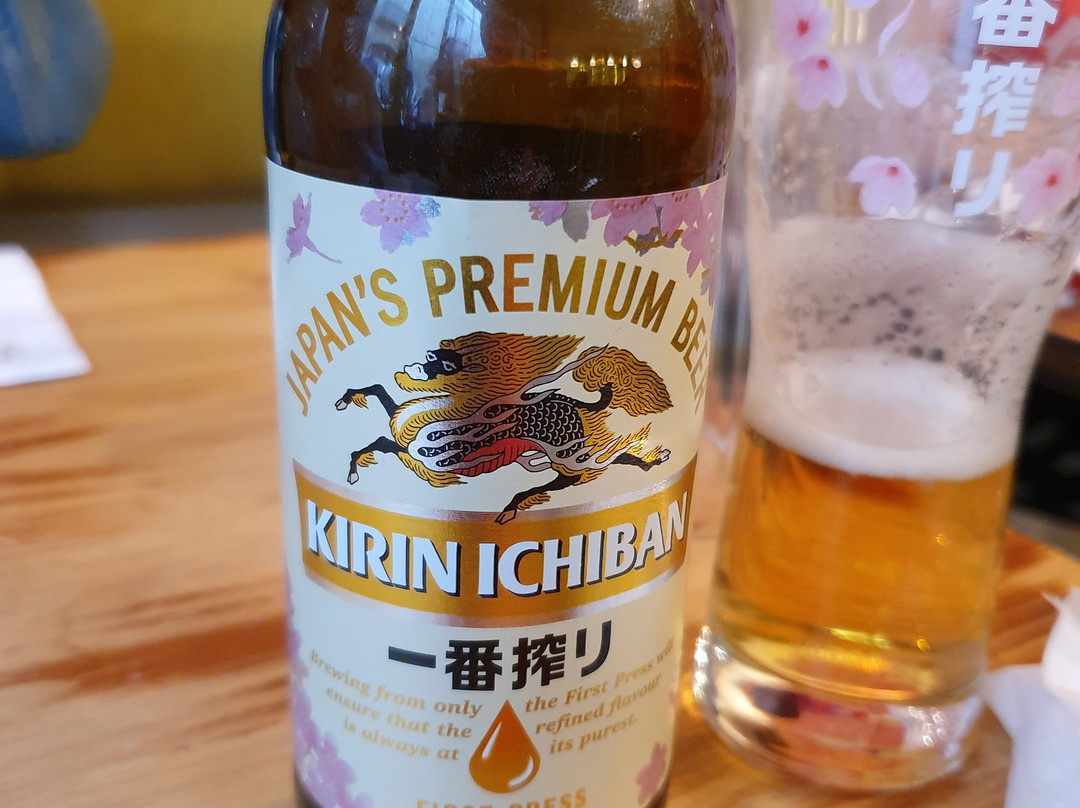 JAPAN'S PREMIUM BEER
KIRIN ICHIBAN
一番搾り
Brewing from only
ensure that the
is always at
the First Press will
refined flavour
its purest.
FIRST PRESS
番搾り